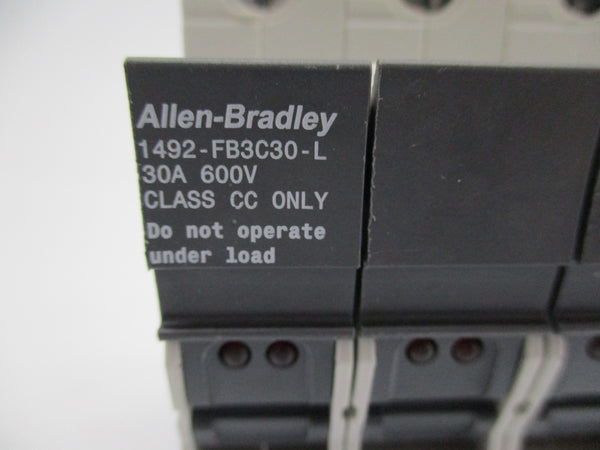 Allen-Bradley
1492-FB3C30-L
30A 600V
CLASS CC ONLY
Do not operate
under load